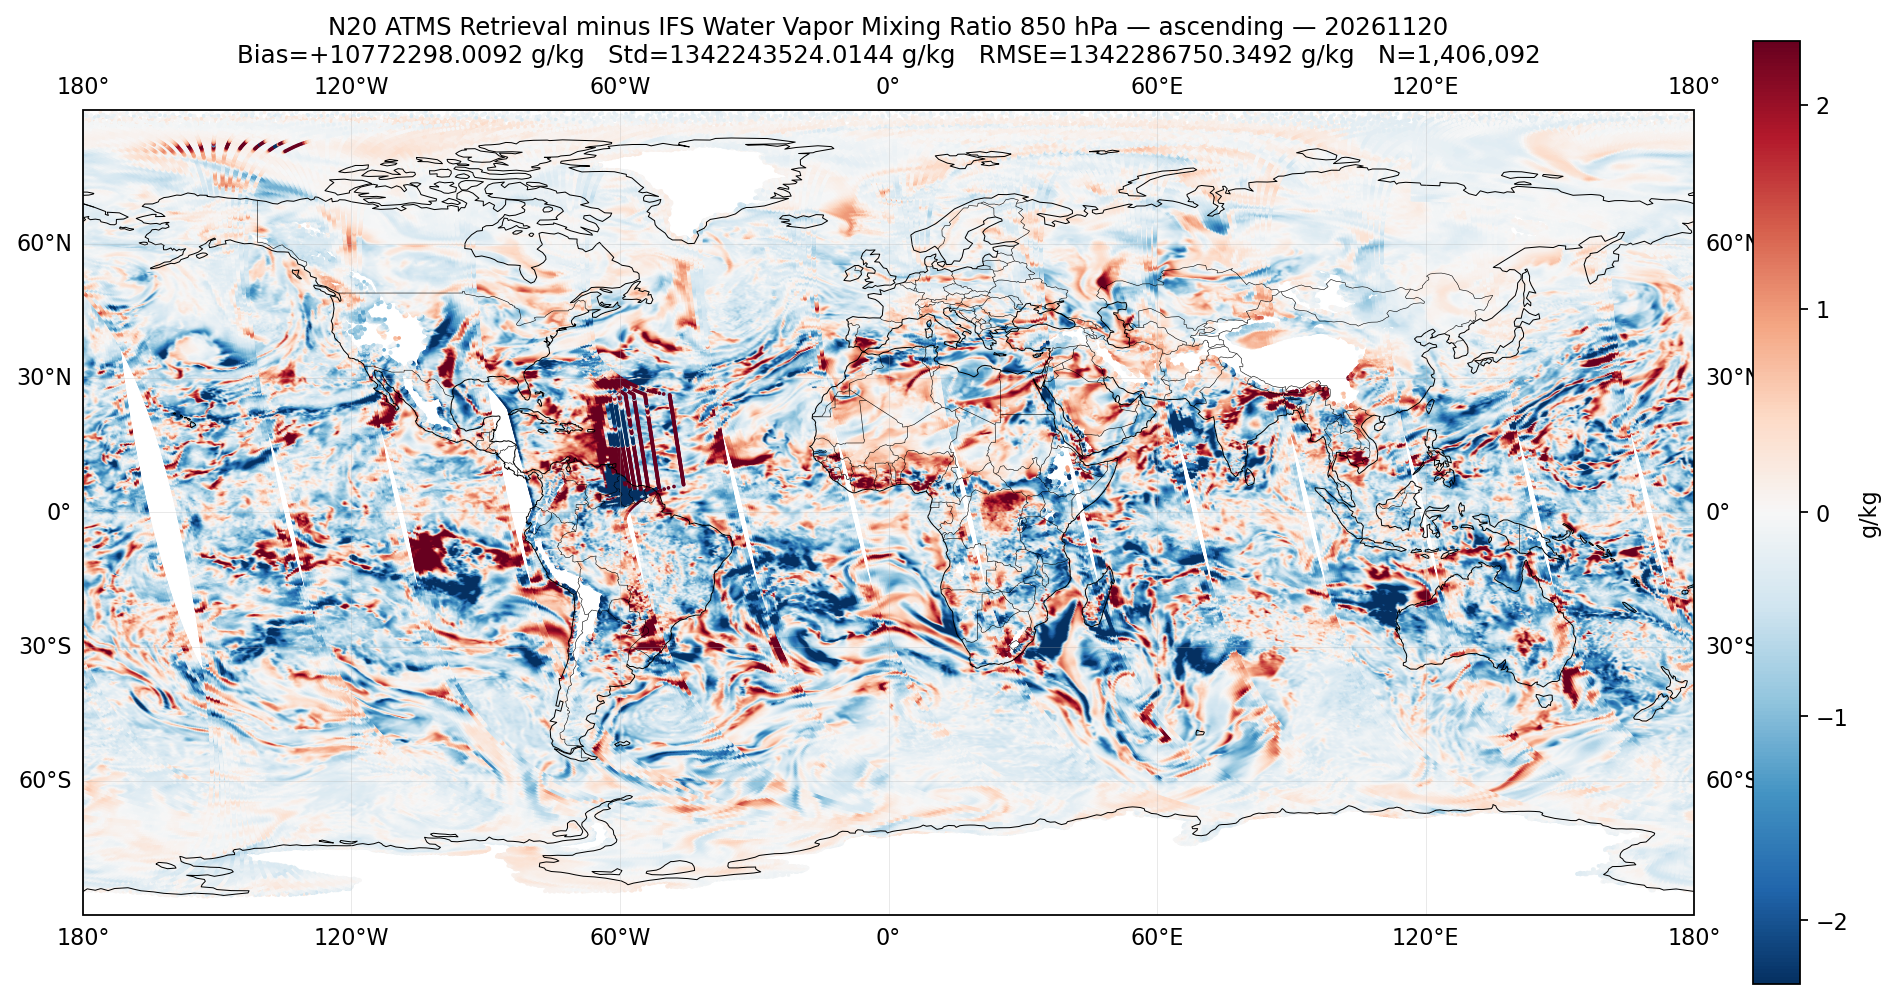 N20 ATMS Retrieval minus IFS Water Vapor Mixing Ratio 850 hPa — ascending — 20261120
Bias=+10772298.0092 g/kg   Std=1342243524.0144 g/kg   RMSE=1342286750.3492 g/kg   N=1,406,092
180° 120°W 60°W 0° 60°E 120°E 180°
60°N 60°N
30°N 30°N
0° 0°
30°S 30°S
60°S 60°S
180° 120°W 60°W 0° 60°E 120°E 180°
2
1
0
−1
−2
g/kg